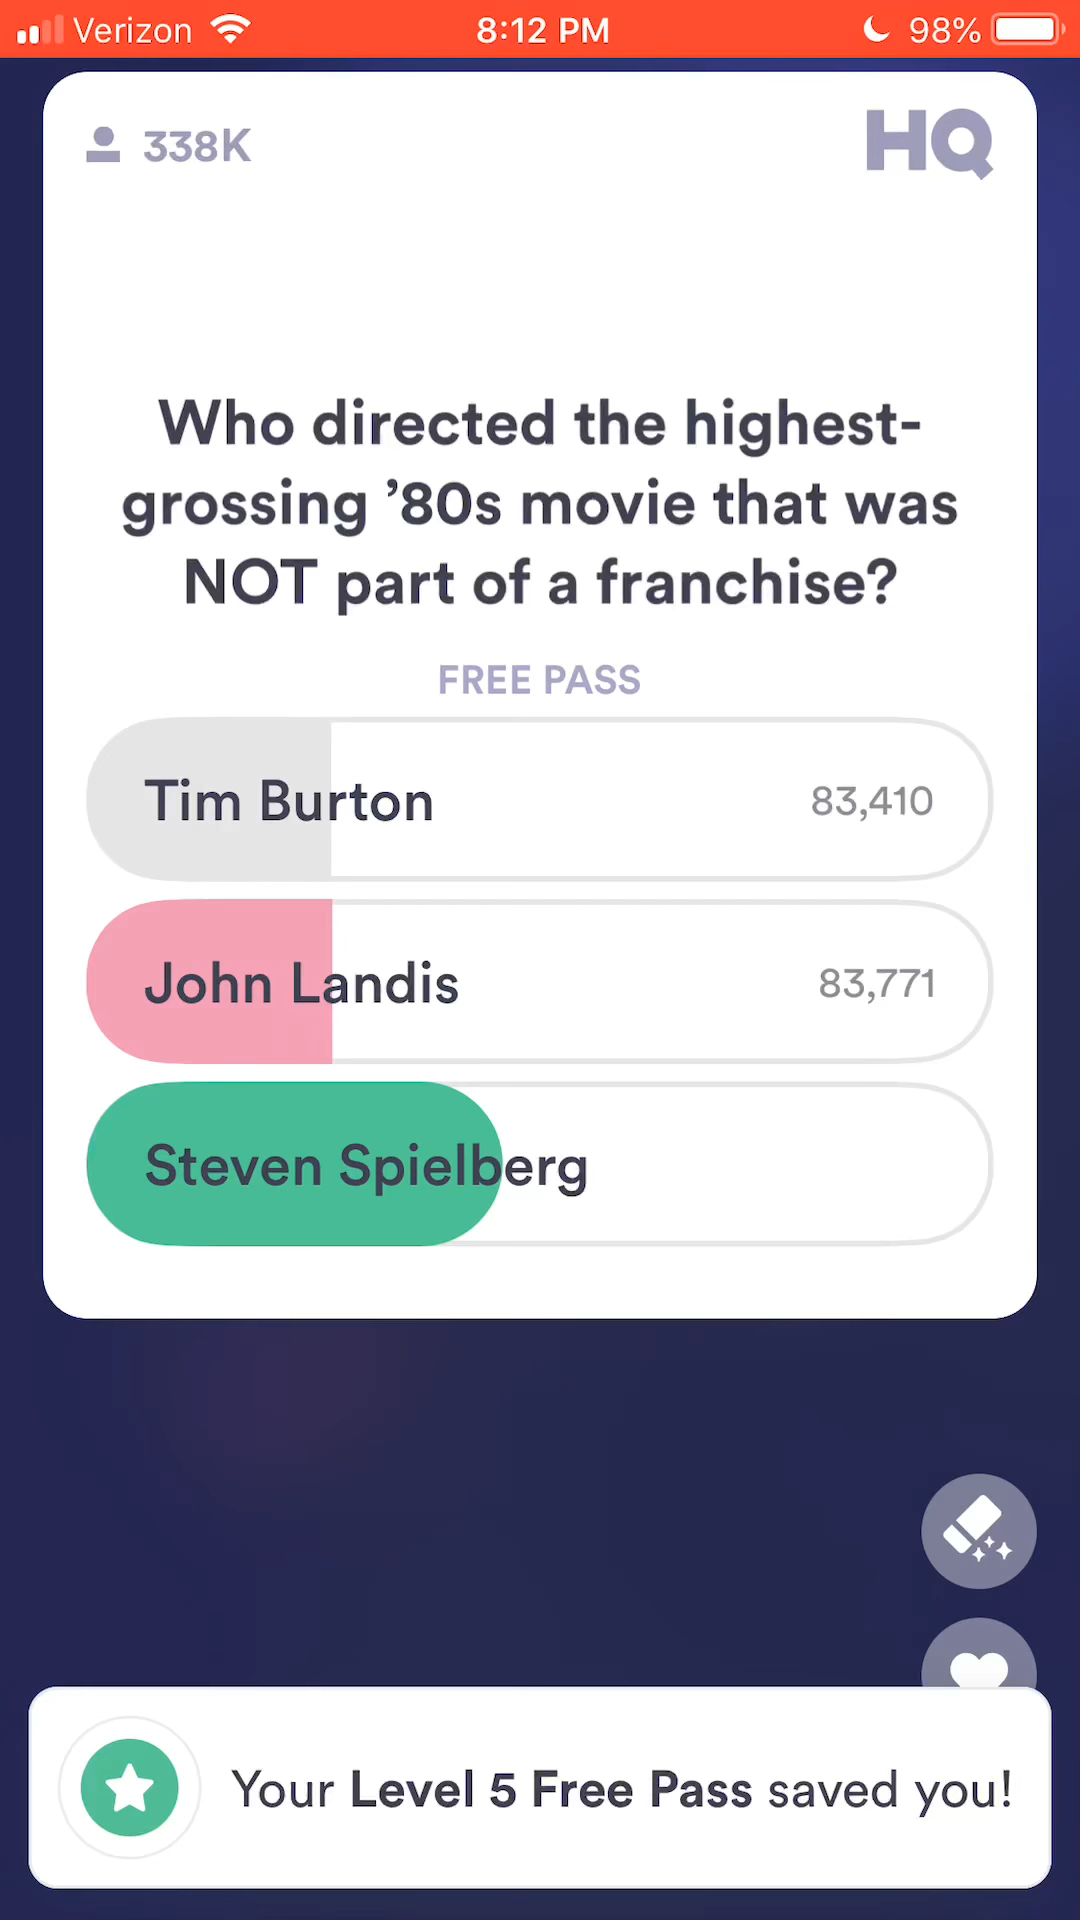 Verizon 8:12 PM 98%
338K HQ
Who directed the highest-
grossing ’80s movie that was
NOT part of a franchise?
FREE PASS
Tim Burton 83,410
John Landis 83,771
Steven Spielberg
Your Level 5 Free Pass saved you!